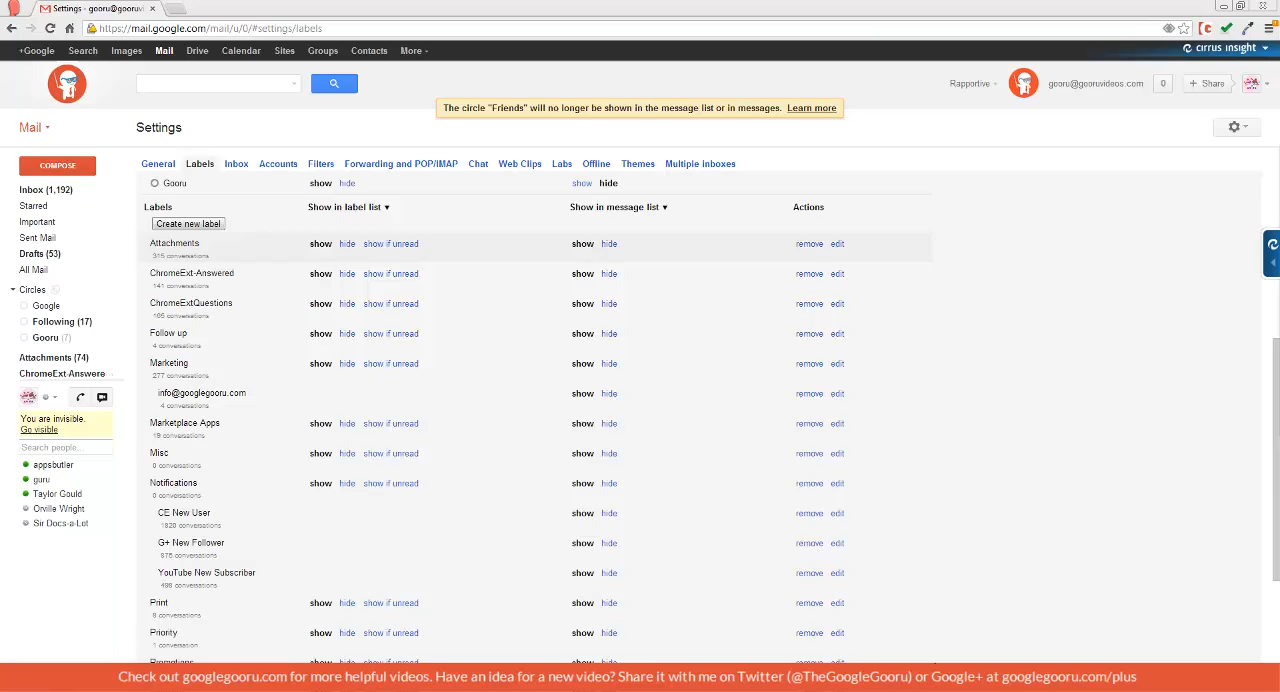 Settings - gooru@gooruvi
https://mail.google.com/mail/u/0/#settings/labels
+Google Search Images Mail Drive Calendar Sites Groups Contacts More
cirrus insight
Rapportive gooru@gooruvideos.com 0 + Share
The circle "Friends" will no longer be shown in the message list or in messages. Learn more
Mail Settings
General Labels Inbox Accounts Filters Forwarding and POP/IMAP Chat Web Clips Labs Offline Themes Multiple inboxes
COMPOSE
Inbox (1,192)
Starred
Important
Sent Mail
Drafts (53)
All Mail
Circles
Google
Following (17)
Gooru (7)
Attachments (74)
ChromeExt-Answere
You are invisible.
Go visible
Search people...
appsbutler
guru
Taylor Gould
Orville Wright
Sir Docs-a-Lot
Gooru show hide show hide
Labels Show in label list Show in message list Actions
Create new label
Attachments show hide show if unread show hide remove edit
315 conversations
ChromeExt-Answered show hide show if unread show hide remove edit
141 conversations
ChromeExtQuestions show hide show if unread show hide remove edit
165 conversations
Follow up show hide show if unread show hide remove edit
4 conversations
Marketing show hide show if unread show hide remove edit
277 conversations
info@googlegooru.com show hide remove edit
4 conversations
Marketplace Apps show hide show if unread show hide remove edit
19 conversations
Misc show hide show if unread show hide remove edit
0 conversations
Notifications show hide show if unread show hide remove edit
0 conversations
CE New User show hide remove edit
1820 conversations
G+ New Follower show hide remove edit
conversations
YouTube New Subscriber show hide remove edit
conversations
Print show hide show if unread show hide remove edit
conversations
Priority show hide show if unread show hide remove edit
1 conversation
Promotions show hide show if unread show hide remove edit
Check out googlegooru.com for more helpful videos. Have an idea for a new video? Share it with me on Twitter (@TheGoogleGooru) or Google+ at googlegooru.com/plus